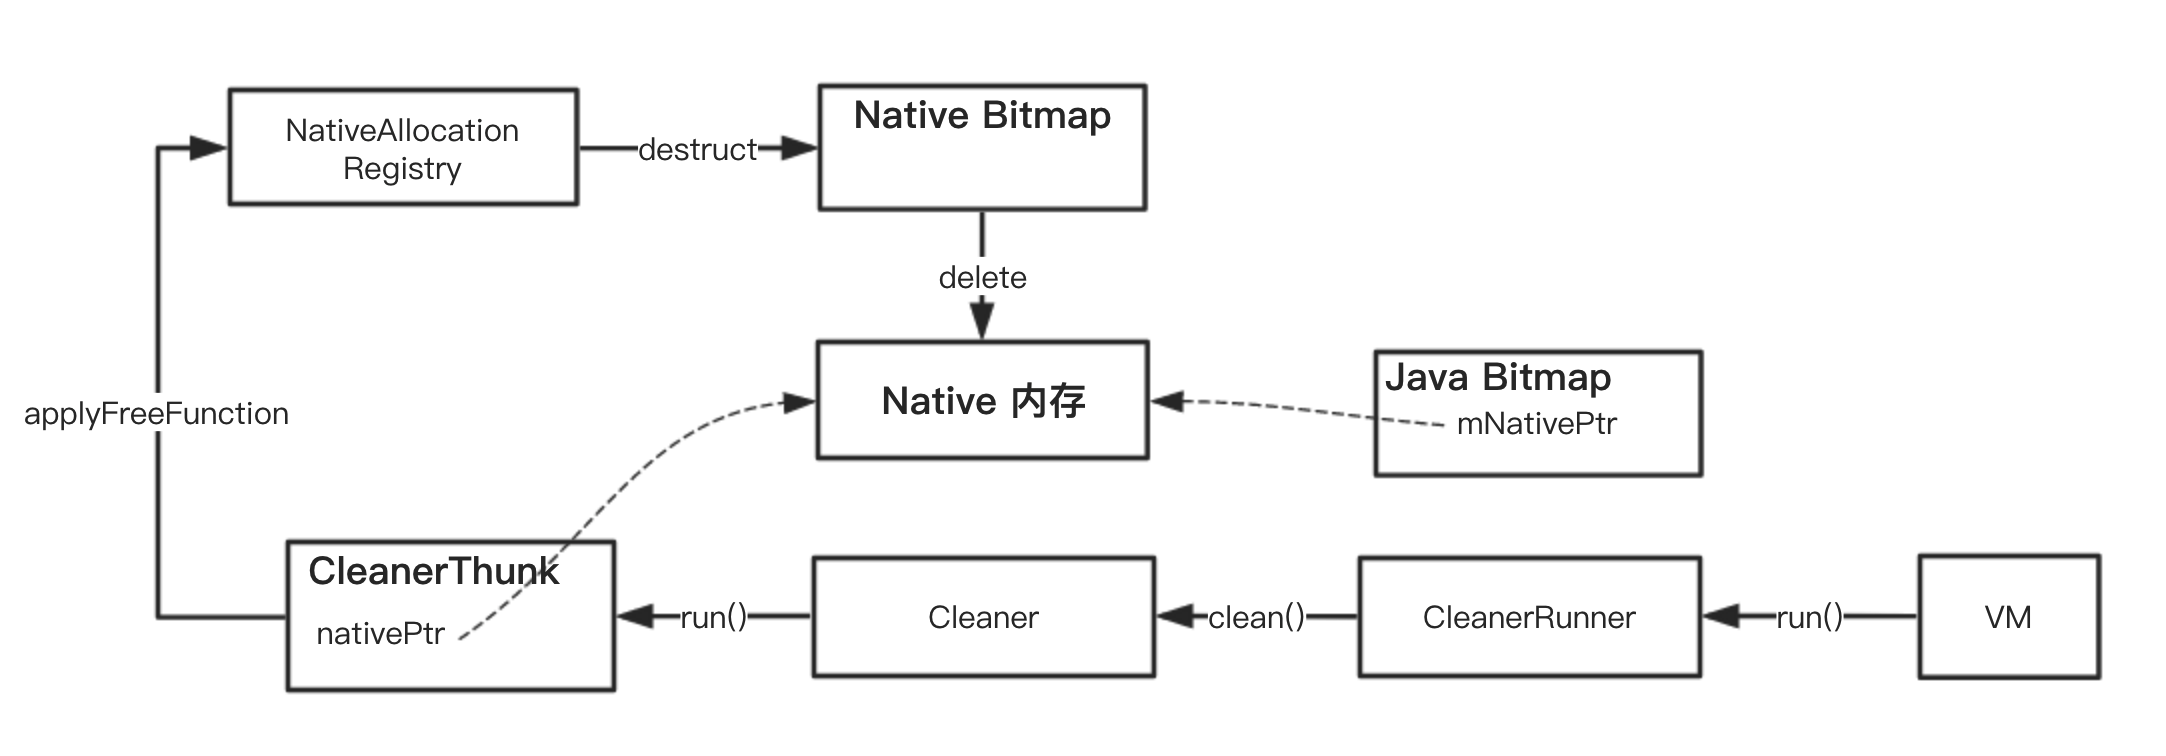 NativeAllocation
Registry
destruct
Native Bitmap
delete
applyFreeFunction
Native 内存
Java Bitmap
mNativePtr
CleanerThunk
nativePtr
run()
Cleaner
clean()
CleanerRunner
run()
VM